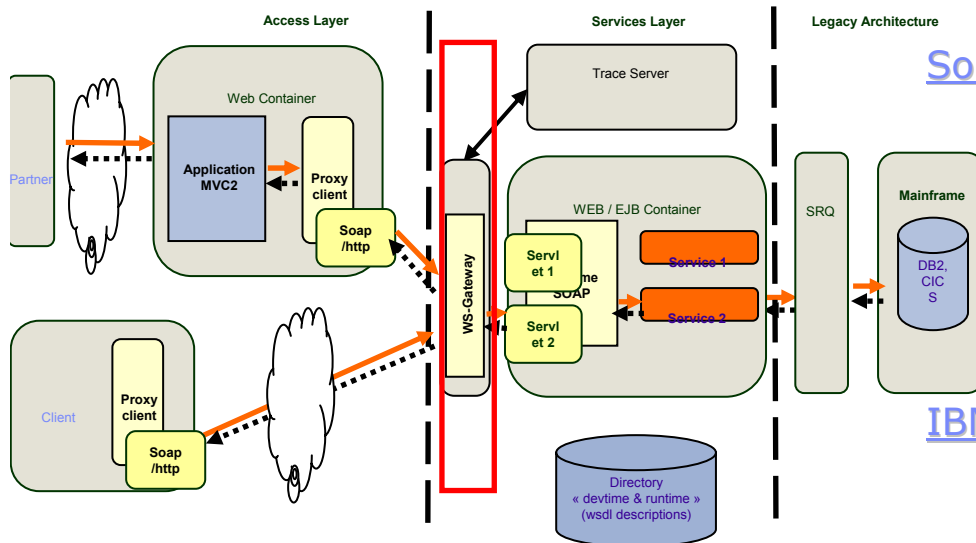 Access Layer
Services Layer
Legacy Architecture
So
Trace Server
Web Container
Partner
Application
MVC2
Proxy
client
Soap
/http
WEB / EJB Container
SRQ
Mainframe
DB2,
CIC
S
Servl
et 1
me
SOAP
Service 1
Servl
et 2
Service 2
WS-Gateway
Client
Proxy
client
Soap
/http
IBM
Directory
« devtime & runtime »
(wsdl descriptions)